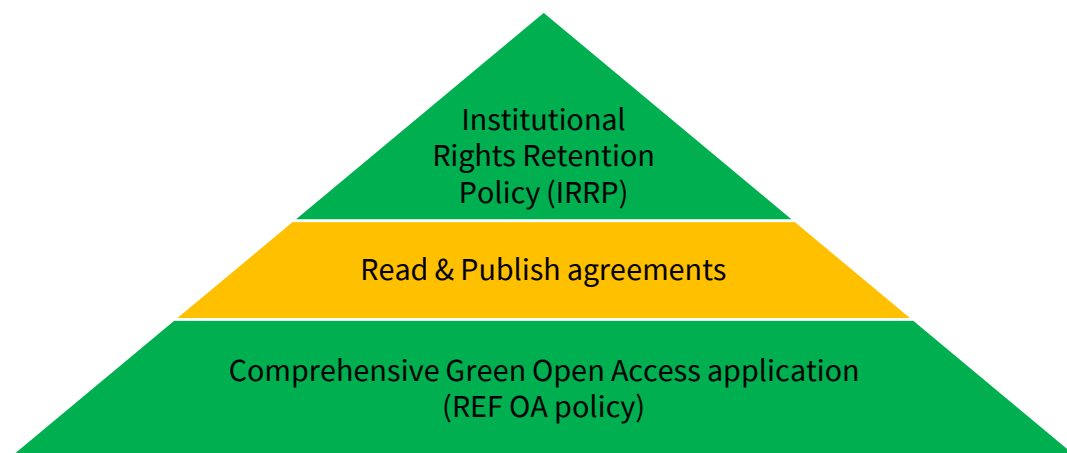 Institutional
Rights Retention
Policy (IRRP)
Read & Publish agreements
Comprehensive Green Open Access application
(REF OA policy)